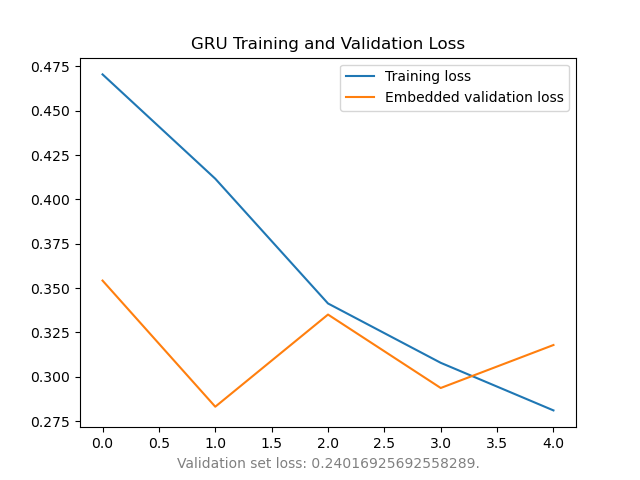 GRU Training and Validation Loss
0.475
0.450
0.425
0.400
0.375
0.350
0.325
0.300
0.275
Training loss
Embedded validation loss
0.0 0.5 1.0 1.5 2.0 2.5 3.0 3.5 4.0
Validation set loss: 0.24016925692558289.